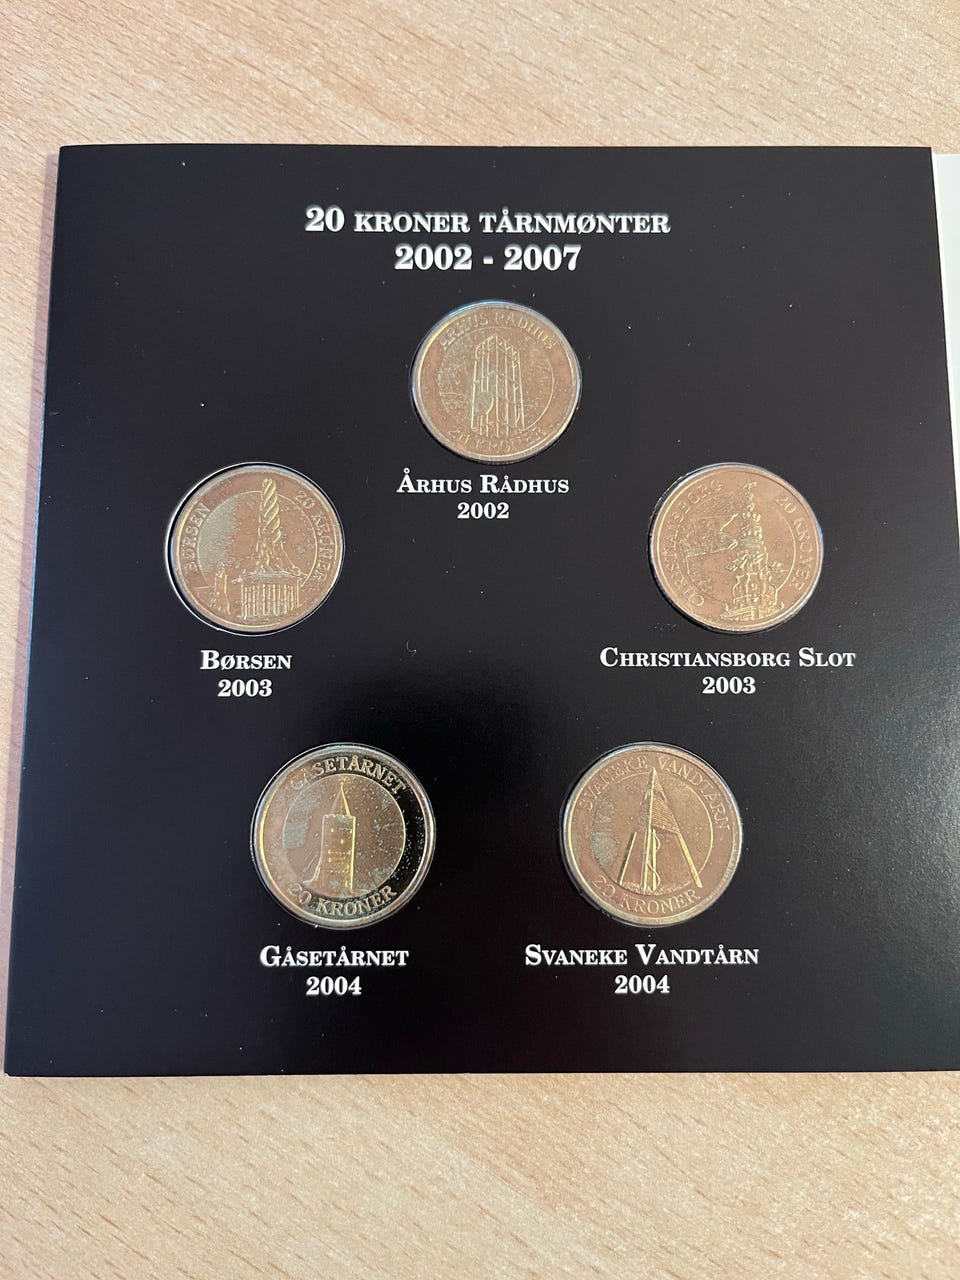 20 KRONER TÅRNMØNTER
2002 - 2007
ÅRHUS RÅDHUS
20 KRONER
ÅRHUS RÅDHUS
2002
BØRSEN 20 KRONER
BØRSEN
2003
CHRISTIANSBORG 20 KRONER
CHRISTIANSBORG SLOT
2003
GÅSETÅRNET
20 KRONER
GÅSETÅRNET
2004
SVANEKE VANDTÅRN
20 KRONER
SVANEKE VANDTÅRN
2004